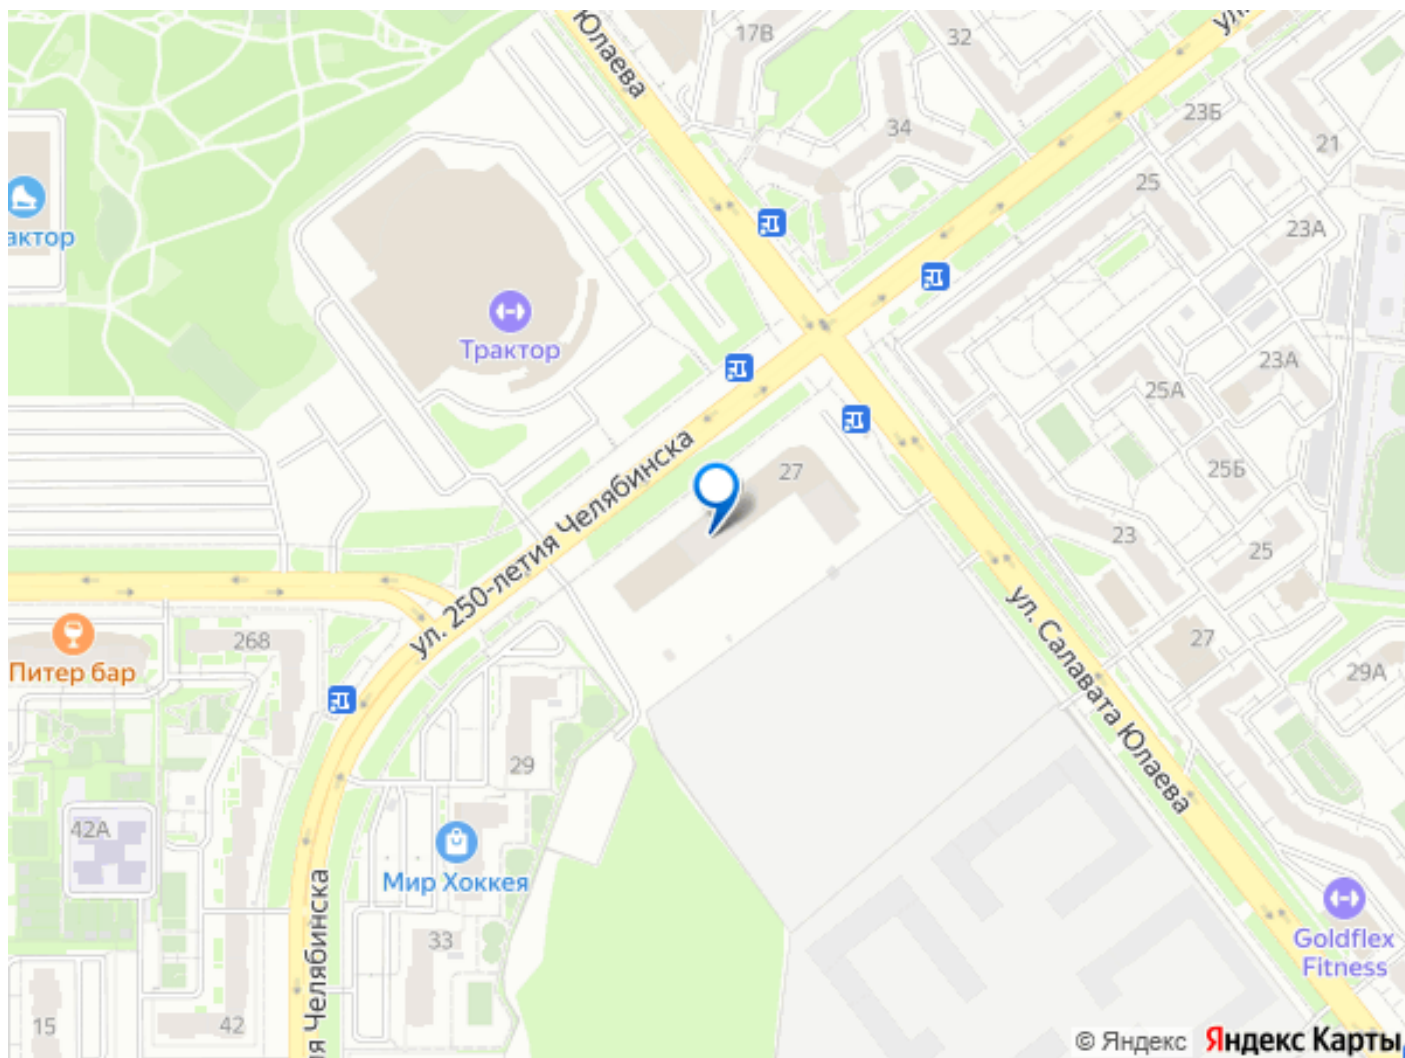 17В
32
ул.
Юлаева
23Б
34
21
25
актор
23А
Трактор
23А
25А
27
25Б
ул. 250-летия Челябинска
23
25
268
ул. Салавата Юлаева
27
29А
Питер бар
29
42А
Мир Хоккея
я Челябинска
33
Goldflex
Fitness
15
42
© Яндекс
Яндекс Карты